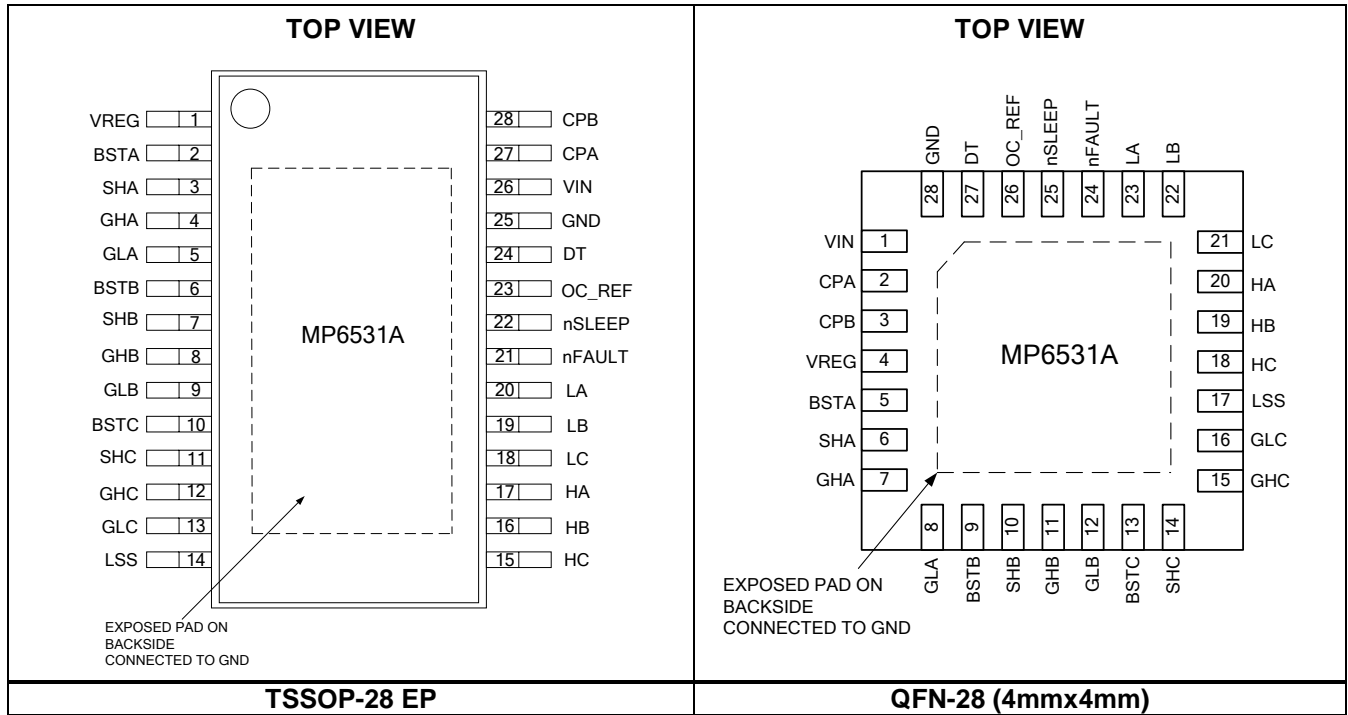 TOP VIEW
VREG 1
BSTA 2
SHA 3
GHA 4
GLA 5
BSTB 6
SHB 7
GHB 8
GLB 9
BSTC 10
SHC 11
GHC 12
GLC 13
LSS 14
28 CPB
27 CPA
26 VIN
25 GND
24 DT
23 OC_REF
22 nSLEEP
21 nFAULT
20 LA
19 LB
18 LC
17 HA
16 HB
15 HC
MP6531A
EXPOSED PAD ON
BACKSIDE
CONNECTED TO GND
TSSOP-28 EP
TOP VIEW
GND 28
DT 27
OC_REF 26
nSLEEP 25
nFAULT 24
LA 23
LB 22
VIN 1
CPA 2
CPB 3
VREG 4
BSTA 5
SHA 6
GHA 7
21 LC
20 HA
19 HB
18 HC
17 LSS
16 GLC
15 GHC
MP6531A
8 GLA
9 BSTB
10 SHB
11 GHB
12 GLB
13 BSTC
14 SHC
EXPOSED PAD ON
BACKSIDE
CONNECTED TO GND
QFN-28 (4mmx4mm)